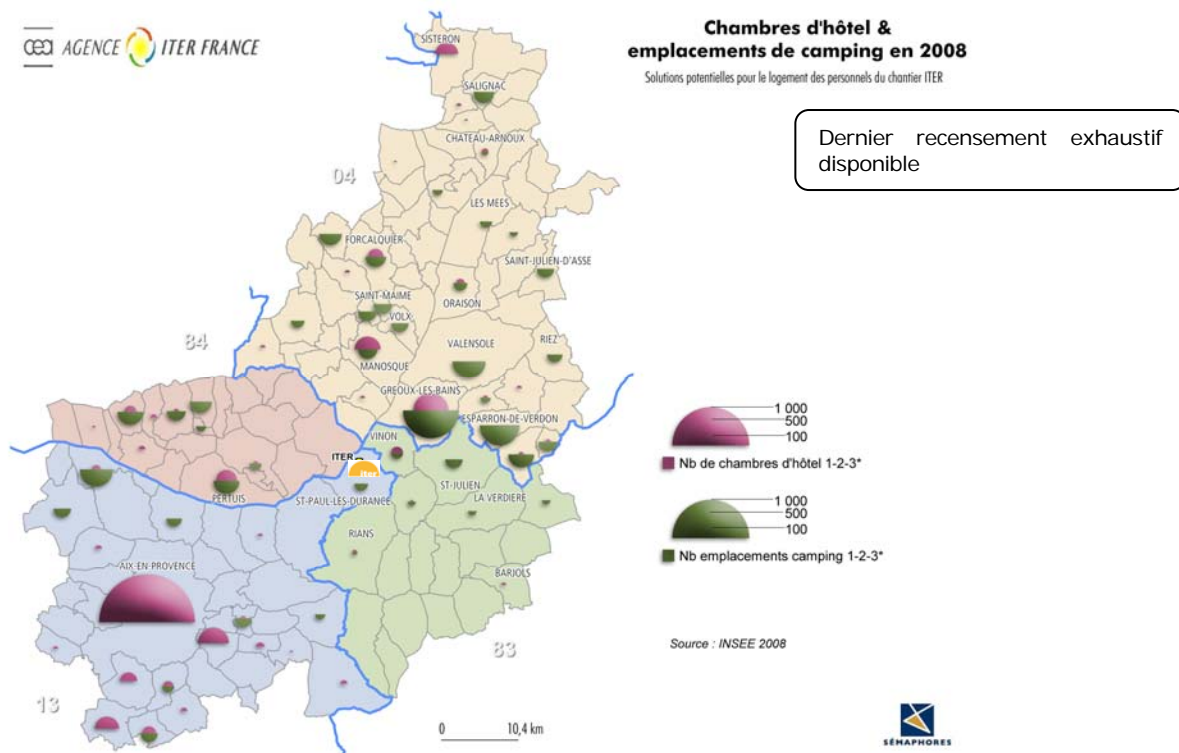 cea AGENCE ITER FRANCE
Chambres d'hôtel &
emplacements de camping en 2008
Solutions potentielles pour le logement des personnels du chantier ITER
Dernier recensement exhaustif
disponible
SISTERON
SALIGNAC
CHATEAU-ARNOUX
04
LES MEES
FORCALQUIER
SAINT-JULIEN-D'ASSE
SAINT-MAIME
ORAISON
VOLX
84
VALENSOLE
RIEZ
MANOSQUE
GREOUX-LES-BAINS
ESPARRON-DE-VERDON
VINON
ITER
iter
ST-JULIEN
PERTUIS
ST-PAUL-LES-DURANCE
LA VERDIERE
RIANS
AIX-EN-PROVENCE
BARJOLS
83
13
0 10,4 km
1 000
500
100
Nb de chambres d'hôtel 1-2-3*
1 000
500
100
Nb emplacements camping 1-2-3*
Source : INSEE 2008
SÉMAPHORES